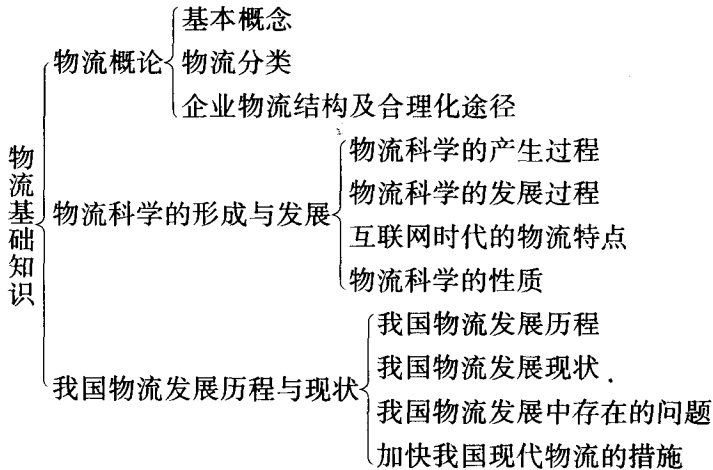 物流基础知识
物流概论
基本概念
物流分类
企业物流结构及合理化途径
物流科学的形成与发展
物流科学的产生过程
物流科学的发展过程
互联网时代的物流特点
物流科学的性质
我国物流发展历程与现状
我国物流发展历程
我国物流发展现状
我国物流发展中存在的问题
加快我国现代物流的措施